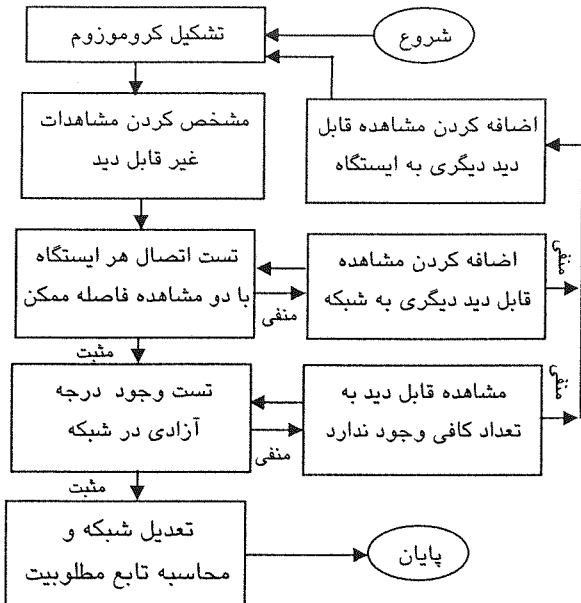 شروع
تشکیل کروموزوم
مشخص کردن مشاهدات
غیر قابل دید
اضافه کردن مشاهده قابل
دید دیگری به ایستگاه
تست اتصال هر ایستگاه
با دو مشاهده فاصله ممکن
منفی
اضافه کردن مشاهده
قابل دید دیگری به شبکه
منفی
مثبت
تست وجود درجه
آزادی در شبکه
منفی
مشاهده قابل دید به
تعداد کافی وجود ندارد
منفی
مثبت
تعدیل شبکه و
محاسبه تابع مطلوبیت
پایان